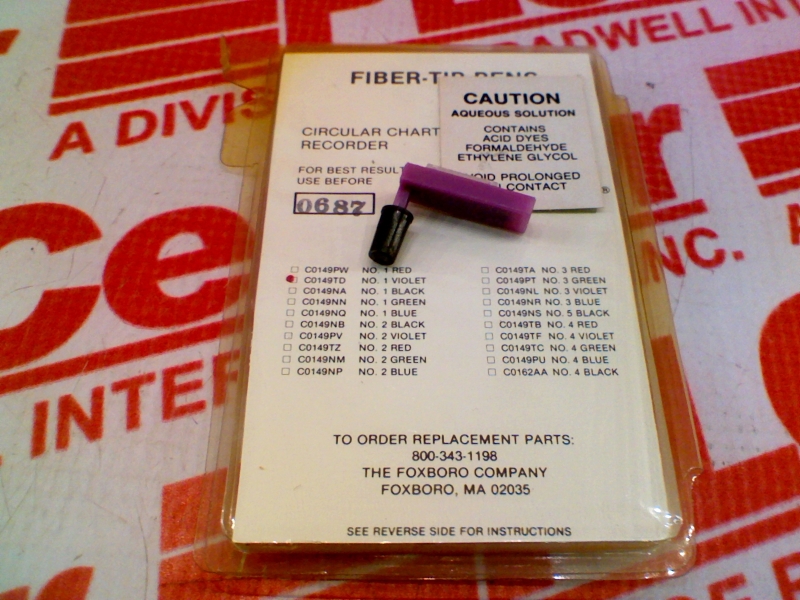 ADWELL INT
A DIVIS
FIBER-TIP PENS
CAUTION
AQUEOUS SOLUTION
CONTAINS
ACID DYES
FORMALDEHYDE
ETHYLENE GLYCOL
PROLONGED
CONTACT
CIRCULAR CHART
RECORDER
FOR BEST RESULT
USE BEFORE
0687
®
ce
NC.
INTER
C0149PW NO. 1 RED
C0149TD NO. 1 VIOLET
C0149NA NO. 1 BLACK
C0149NN NO. 1 GREEN
C0149NQ NO. 1 BLUE
C0149NB NO. 2 BLACK
C0149PV NO. 2 VIOLET
C0149TZ NO. 2 RED
C0149NM NO. 2 GREEN
C0149NP NO. 2 BLUE
C0149TA NO. 3 RED
C0149PT NO. 3 GREEN
C0149NL NO. 3 VIOLET
C0149NR NO. 3 BLUE
C0149NS NO. 5 BLACK
C0149TB NO. 4 RED
C0149TF NO. 4 VIOLET
C0149TC NO. 4 GREEN
C0149PU NO. 4 BLUE
C0162AA NO. 4 BLACK
TO ORDER REPLACEMENT PARTS:
800-343-1198
THE FOXBORO COMPANY
FOXBORO, MA 02035
SEE REVERSE SIDE FOR INSTRUCTIONS